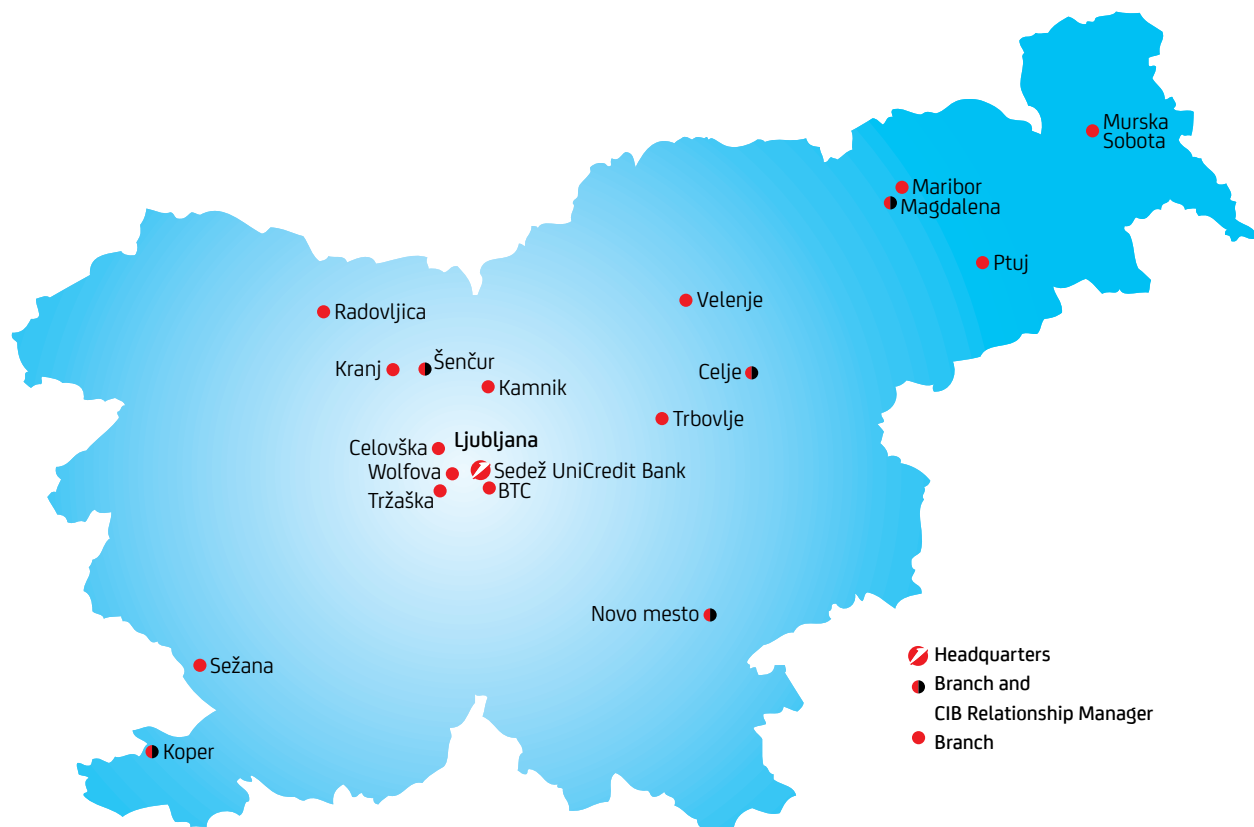 Murska
Sobota
Maribor
Magdalena
Ptuj
Velenje
Radovljica
Šenčur
Kranj
Celje
Kamnik
Trbovlje
Ljubljana
Celovška
Wolfova
Sedež UniCredit Bank
BTC
Tržaška
Novo mesto
Sežana
Koper
Headquarters
Branch and
CIB Relationship Manager
Branch